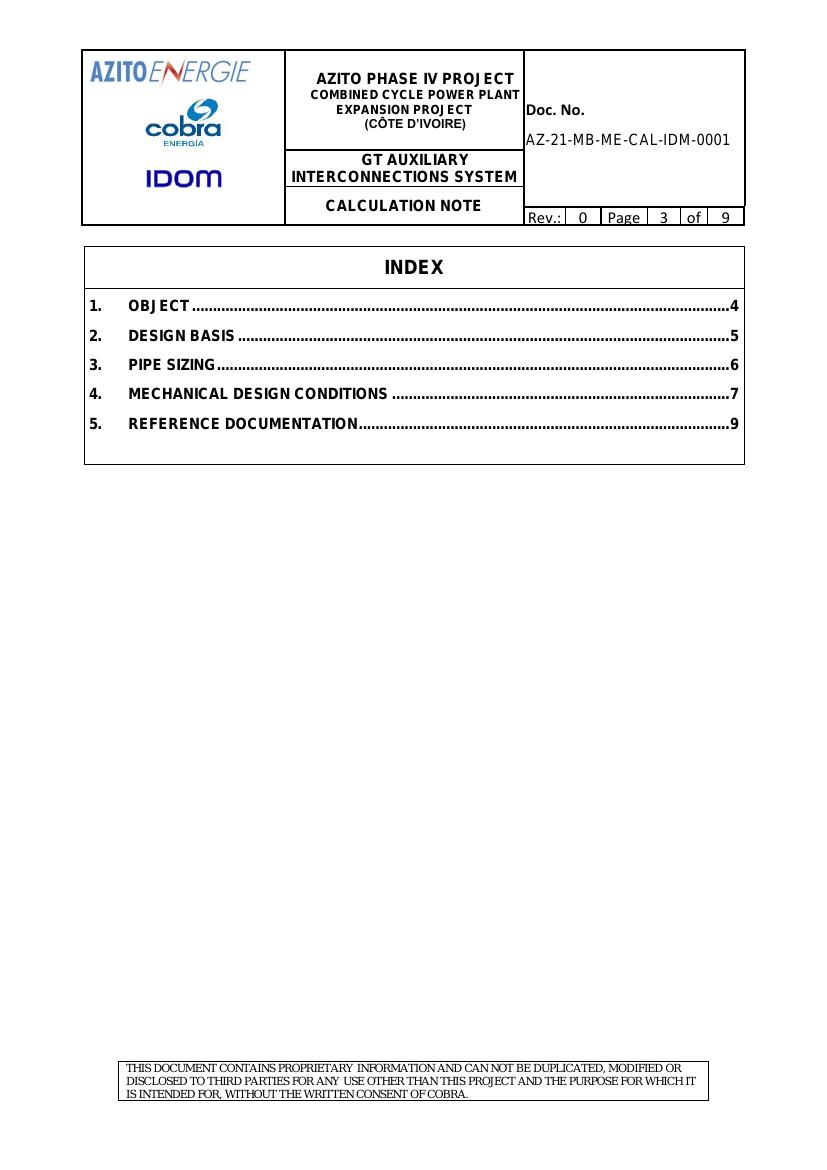 AZITO ENERGIE
cobra
ENERGÍA
IDOM
AZITO PHASE IV PROJECT
COMBINED CYCLE POWER PLANT
EXPANSION PROJECT
(CÔTE D'IVOIRE)
GT AUXILIARY
INTERCONNECTIONS SYSTEM
CALCULATION NOTE
Doc. No.
AZ-21-MB-ME-CAL-IDM-0001
Rev.: 0 Page 3 of 9
INDEX
1. OBJECT ................................................................ 4
2. DESIGN BASIS ................................................................ 5
3. PIPE SIZING ................................................................ 6
4. MECHANICAL DESIGN CONDITIONS ................................................................ 7
5. REFERENCE DOCUMENTATION ................................................................ 9
THIS DOCUMENT CONTAINS PROPRIETARY INFORMATION AND CAN NOT BE DUPLICATED, MODIFIED OR
DISCLOSED TO THIRD PARTIES FOR ANY USE OTHER THAN THIS PROJECT AND THE PURPOSE FOR WHICH IT
IS INTENDED FOR, WITHOUT THE WRITTEN CONSENT OF COBRA.